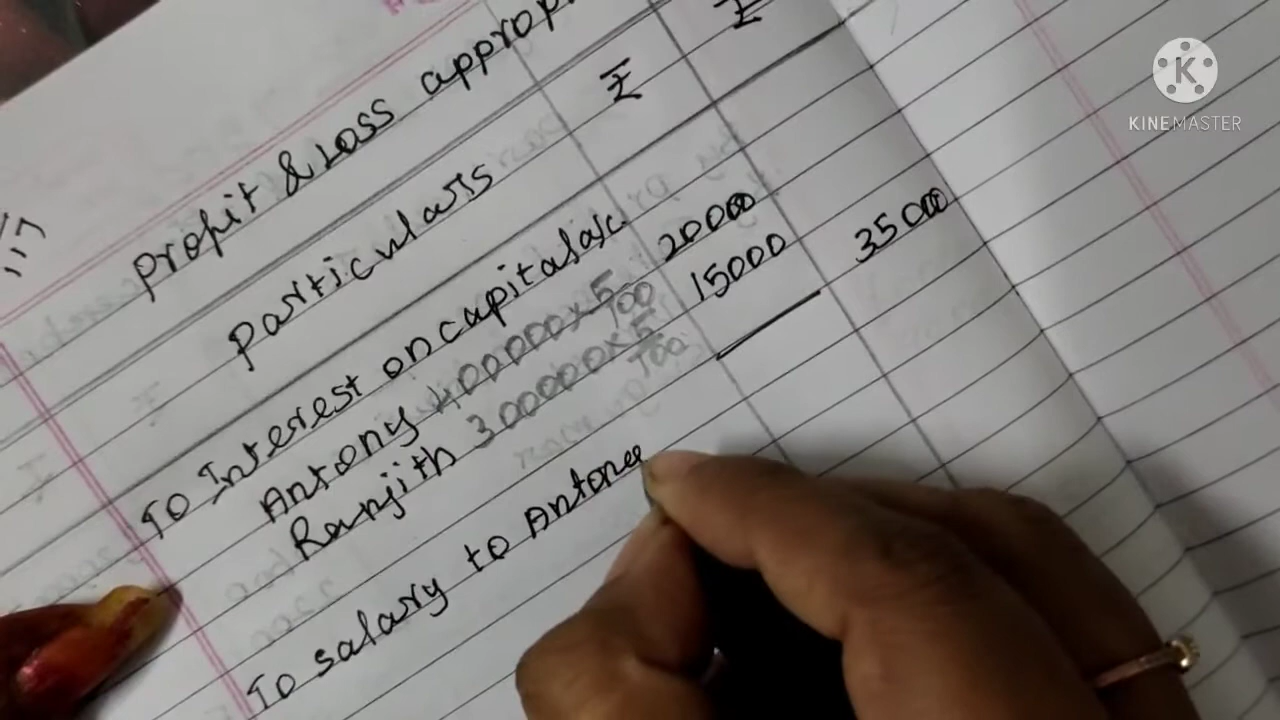 Profit & Loss approp
Particulars ₹ ₹
To Interest on capital a/c
Antony 400000 × 5/100 20000
Ranjith 300000 × 5/100 15000 35000
To salary to Antone
K
KINEMASTER